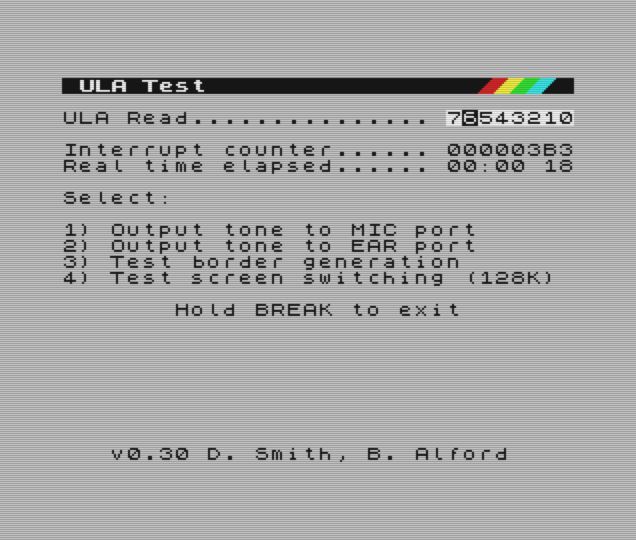 ULA Test
ULA Read............... 76543210
Interrupt counter...... 000003B3
Real time elapsed...... 00:00 18
Select:
1) Output tone to MIC port
2) Output tone to EAR port
3) Test border generation
4) Test screen switching (128K)
Hold BREAK to exit
v0.30 D. Smith, B. Alford